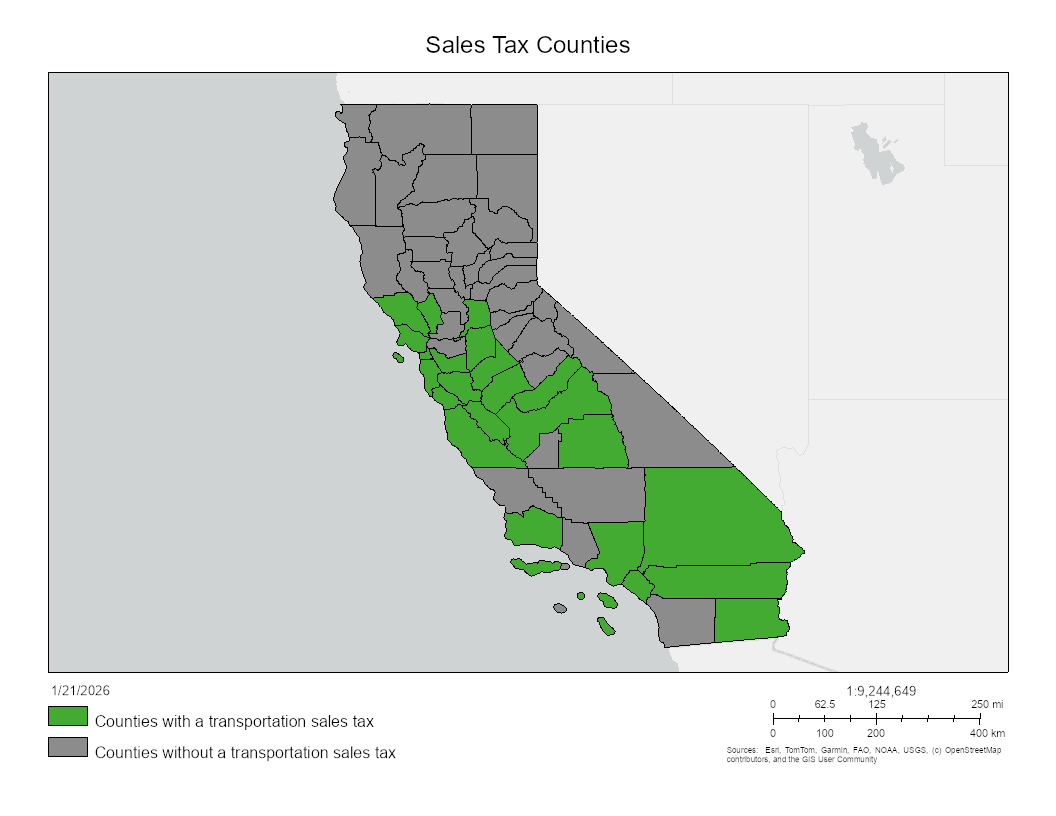 Sales Tax Counties
1/21/2026
Counties with a transportation sales tax
Counties without a transportation sales tax
1:9,244,649
0 62.5 125 250 mi
0 100 200 400 km
Sources: Esri, TomTom, Garmin, FAO, NOAA, USGS, (c) OpenStreetMap
contributors, and the GIS User Community